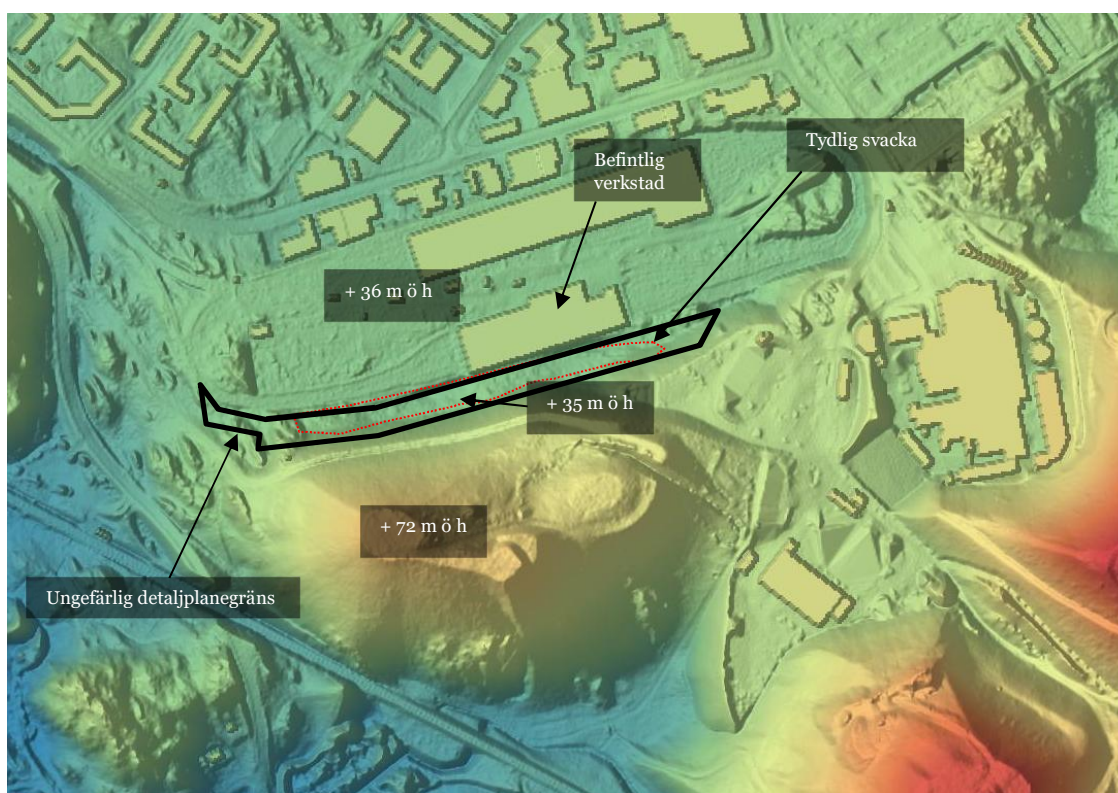 Tydlig svacka
Befintlig
verkstad
+ 36 m ö h
+ 35 m ö h
+ 72 m ö h
Ungefärlig detaljplanegräns